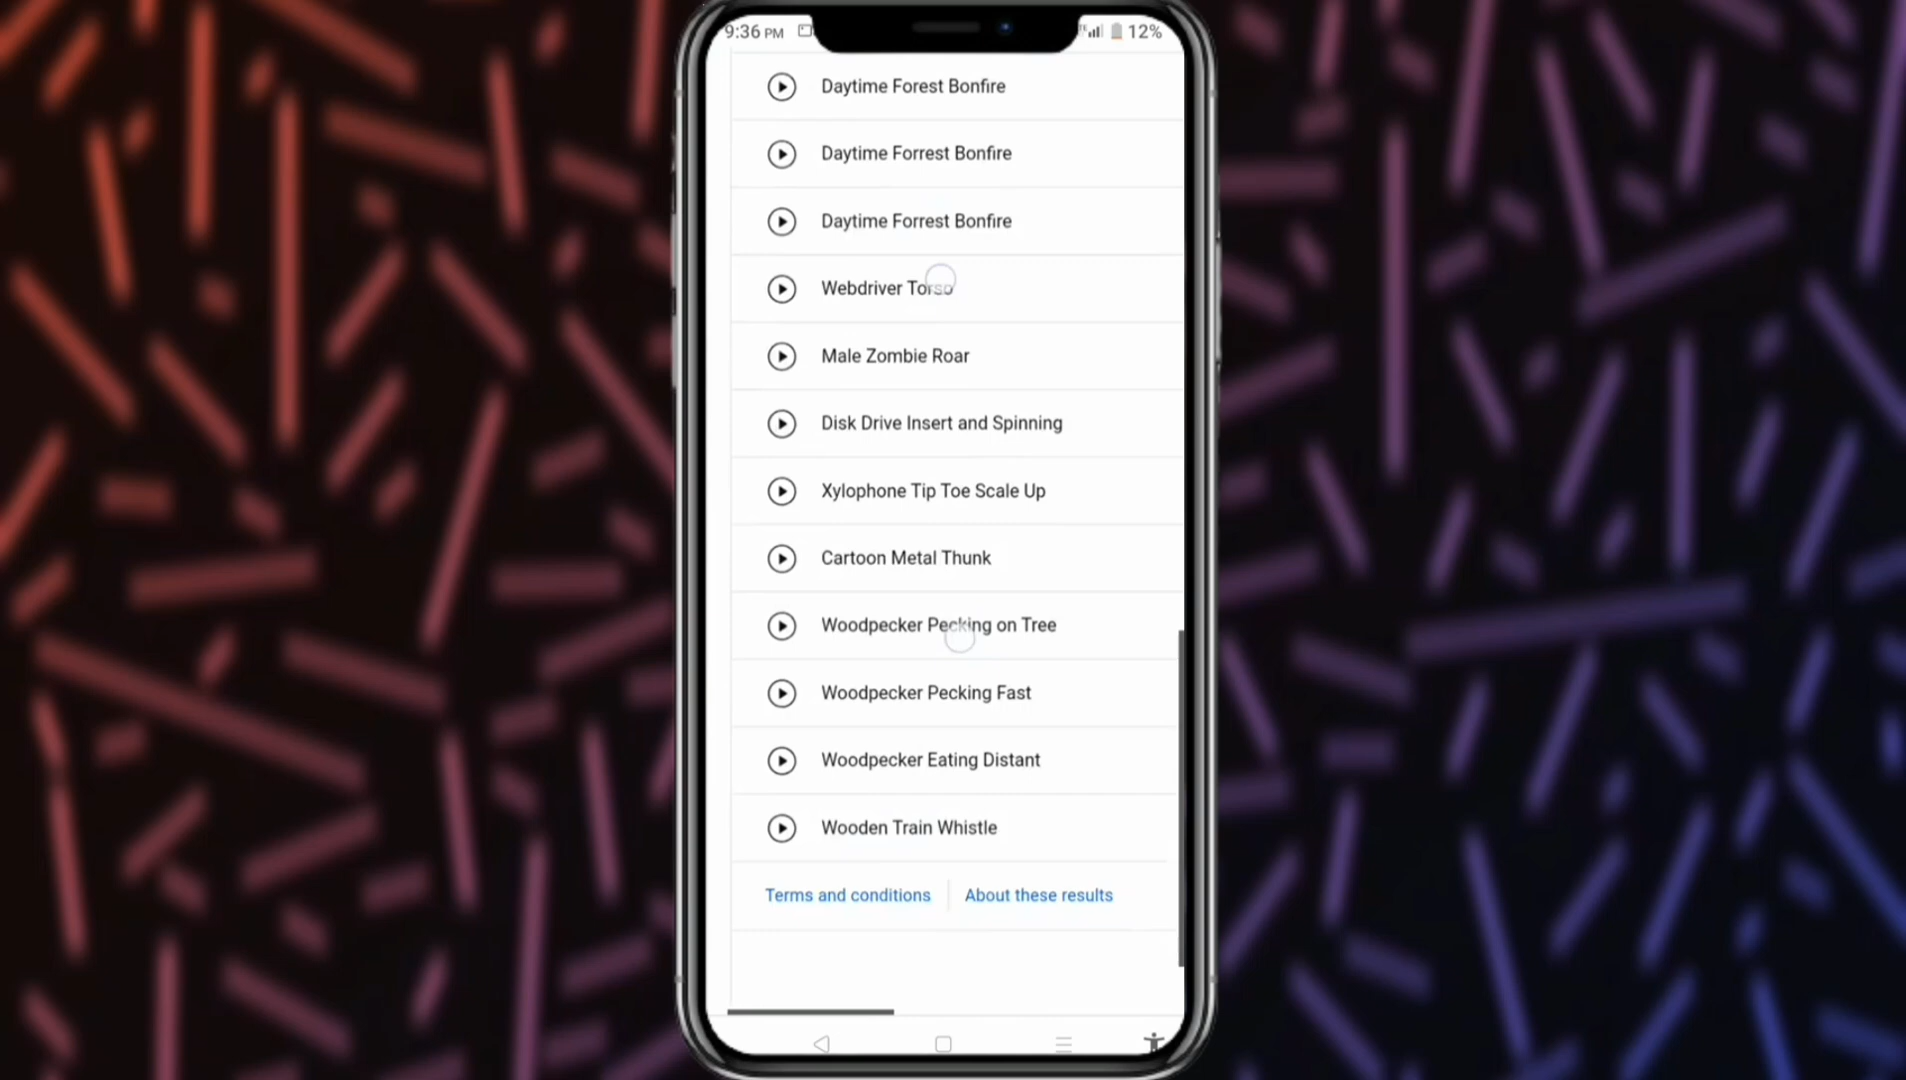 9:36 PM
12%
Daytime Forest Bonfire
Daytime Forrest Bonfire
Daytime Forrest Bonfire
Webdriver Torso
Male Zombie Roar
Disk Drive Insert and Spinning
Xylophone Tip Toe Scale Up
Cartoon Metal Thunk
Woodpecker Pecking on Tree
Woodpecker Pecking Fast
Woodpecker Eating Distant
Wooden Train Whistle
Terms and conditions
About these results